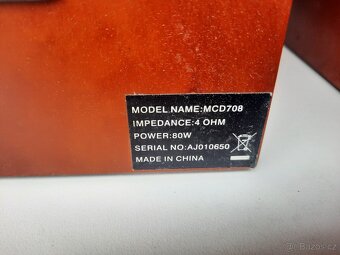 MODEL NAME:MCD708
IMPEDANCE:4 OHM
POWER:80W
SERIAL NO:AJ010650
MADE IN CHINA